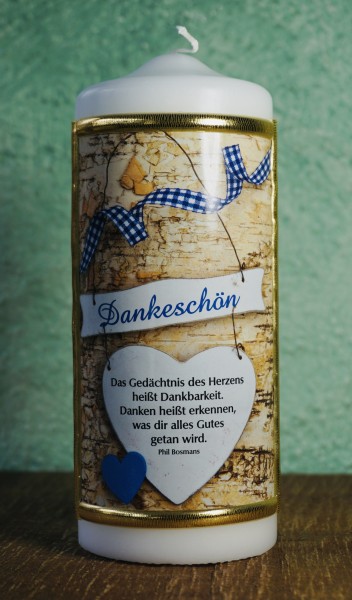 Dankeschön
Das Gedächtnis des Herzens
heißt Dankbarkeit.
Danken heißt erkennen,
was dir alles Gutes
getan wird.
Phil Bosmans